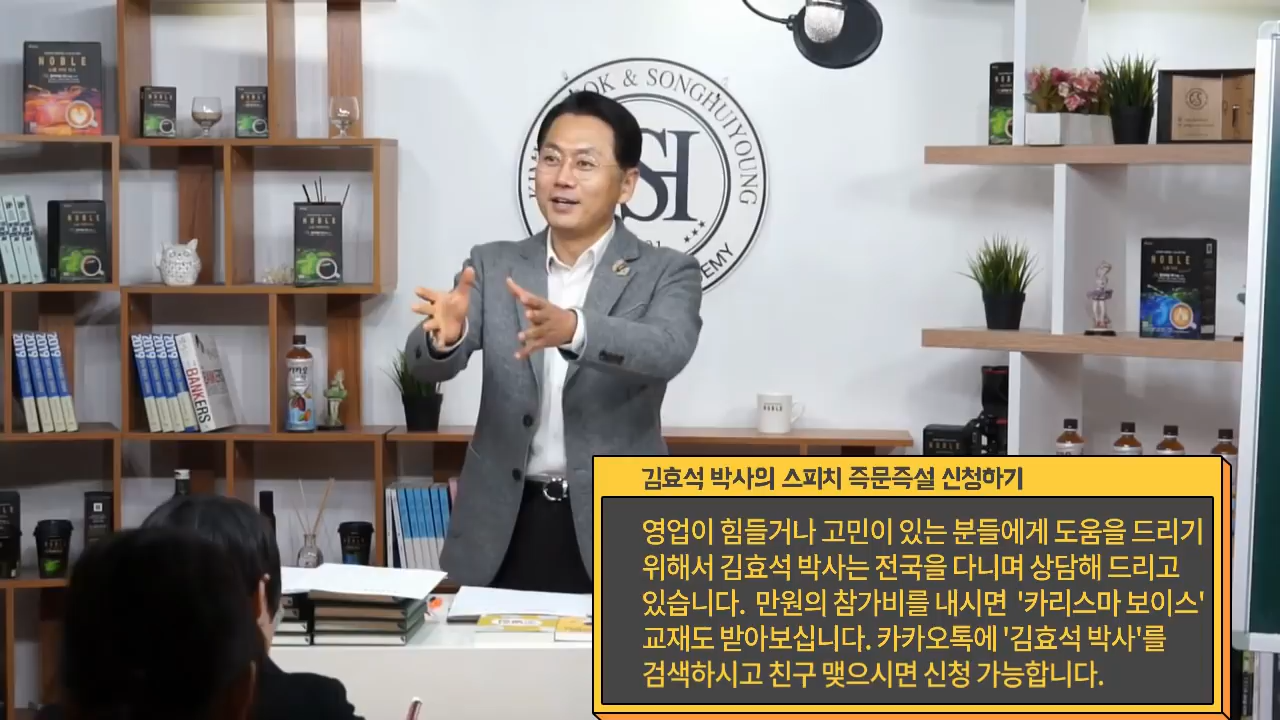 NOBLE
OK & SONGHUIYOUNG
SH
EMY
NOBLE
2019
2019
BANKERS
NOBLE
김효석 박사의 스피치 즉문즉설 신청하기
영업이 힘들거나 고민이 있는 분들에게 도움을 드리기
위해서 김효석 박사는 전국을 다니며 상담해 드리고
있습니다. 만원의 참가비를 내시면 '카리스마 보이스'
교재도 받아보십니다. 카카오톡에 '김효석 박사'를
검색하시고 친구 맺으시면 신청 가능합니다.